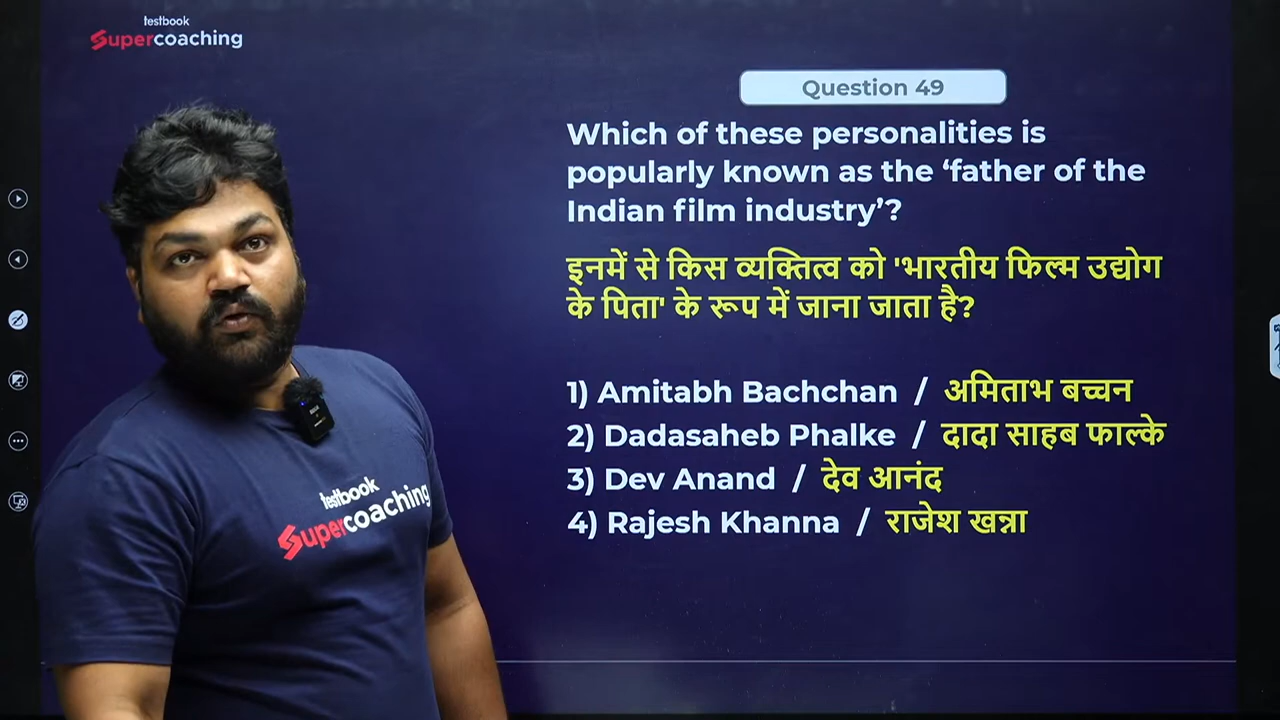 testbook
Supercoaching
Question 49
Which of these personalities is
popularly known as the ‘father of the
Indian film industry’?
इनमें से किस व्यक्तित्व को 'भारतीय फिल्म उद्योग
के पिता' के रूप में जाना जाता है?
1) Amitabh Bachchan / अमिताभ बच्चन
2) Dadasaheb Phalke / दादा साहब फाल्के
3) Dev Anand / देव आनंद
4) Rajesh Khanna / राजेश खन्ना
testbook
Supercoaching